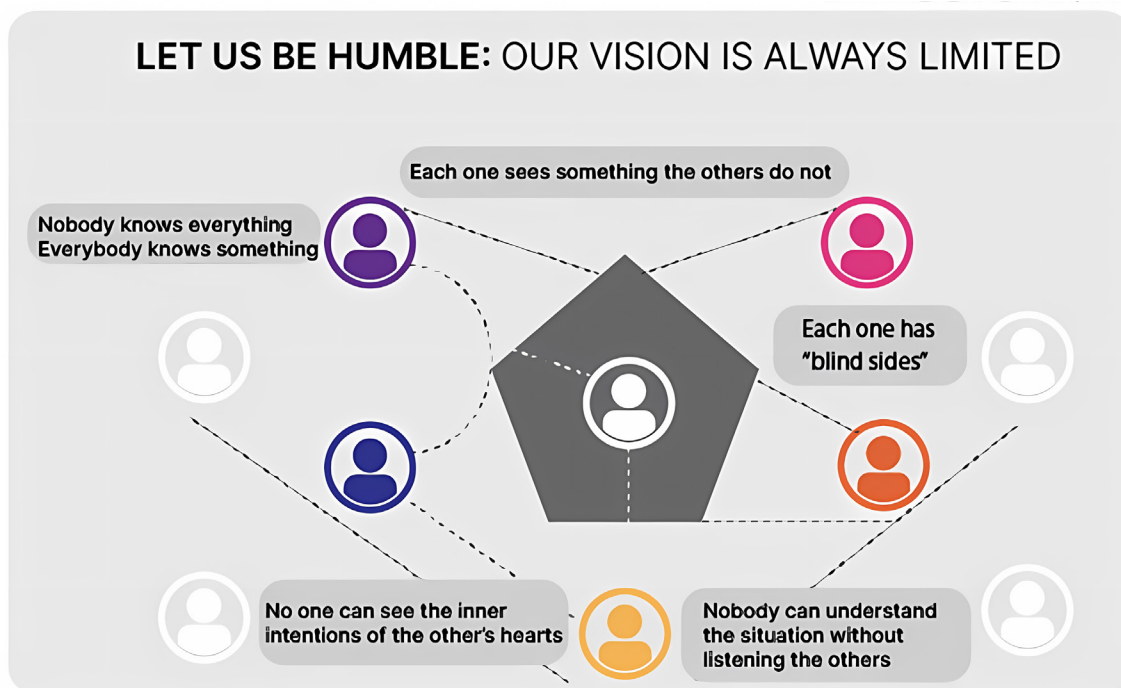 LET US BE HUMBLE: OUR VISION IS ALWAYS LIMITED
Each one sees something the others do not
Nobody knows everything
Everybody knows something
Each one has
“blind sides”
No one can see the inner
intentions of the other's hearts
Nobody can understand
the situation without
listening the others